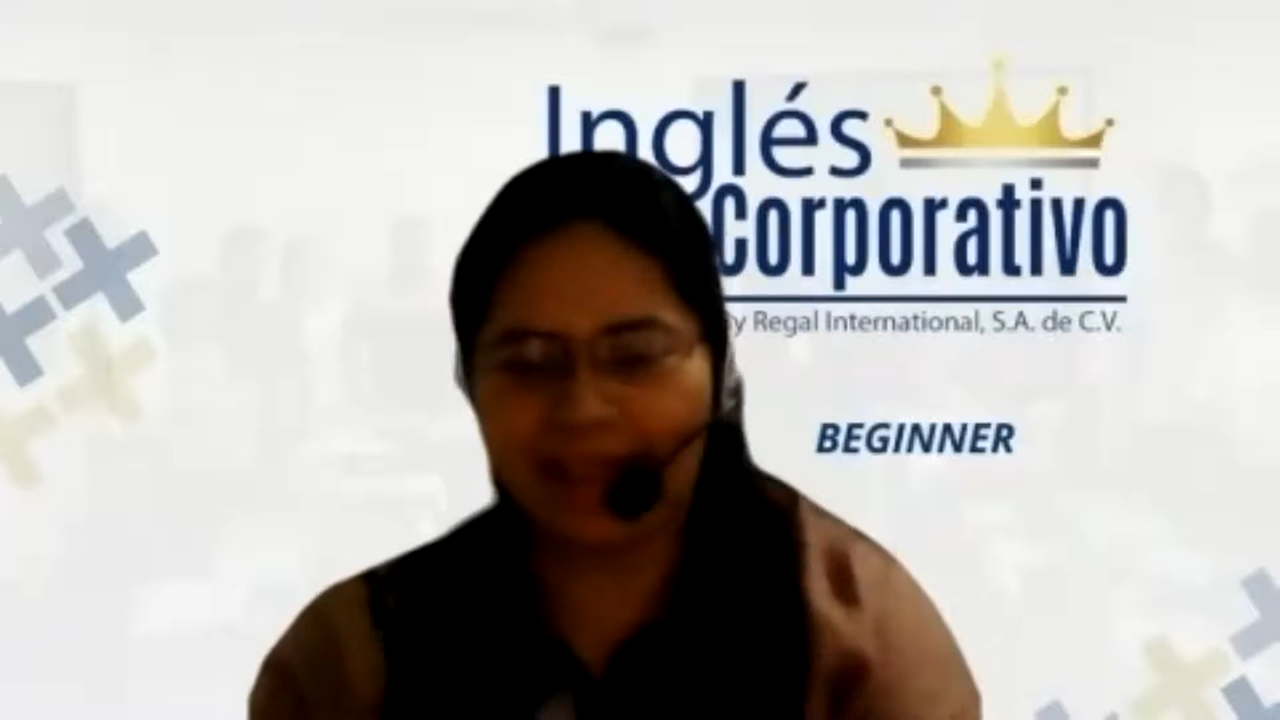 Inglés
Corporativo
y Regal International, S.A. de C.V.
BEGINNER